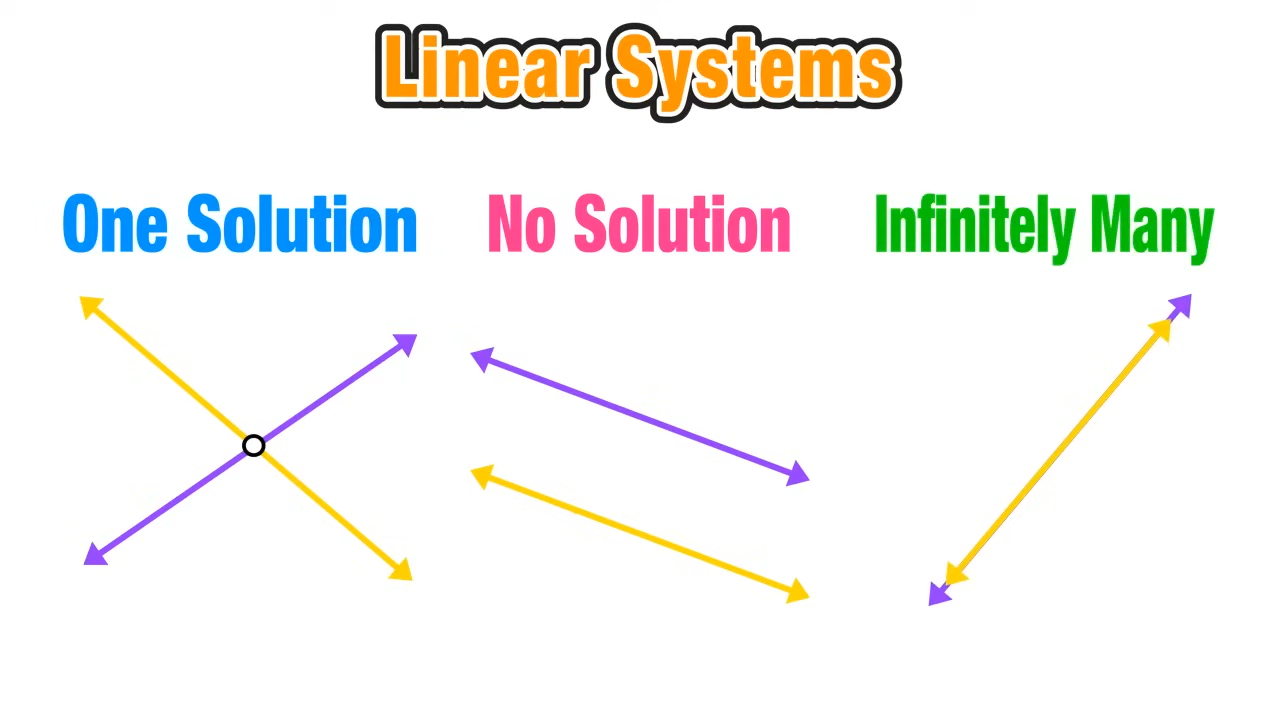 Linear Systems
One Solution
No Solution
Infinitely Many